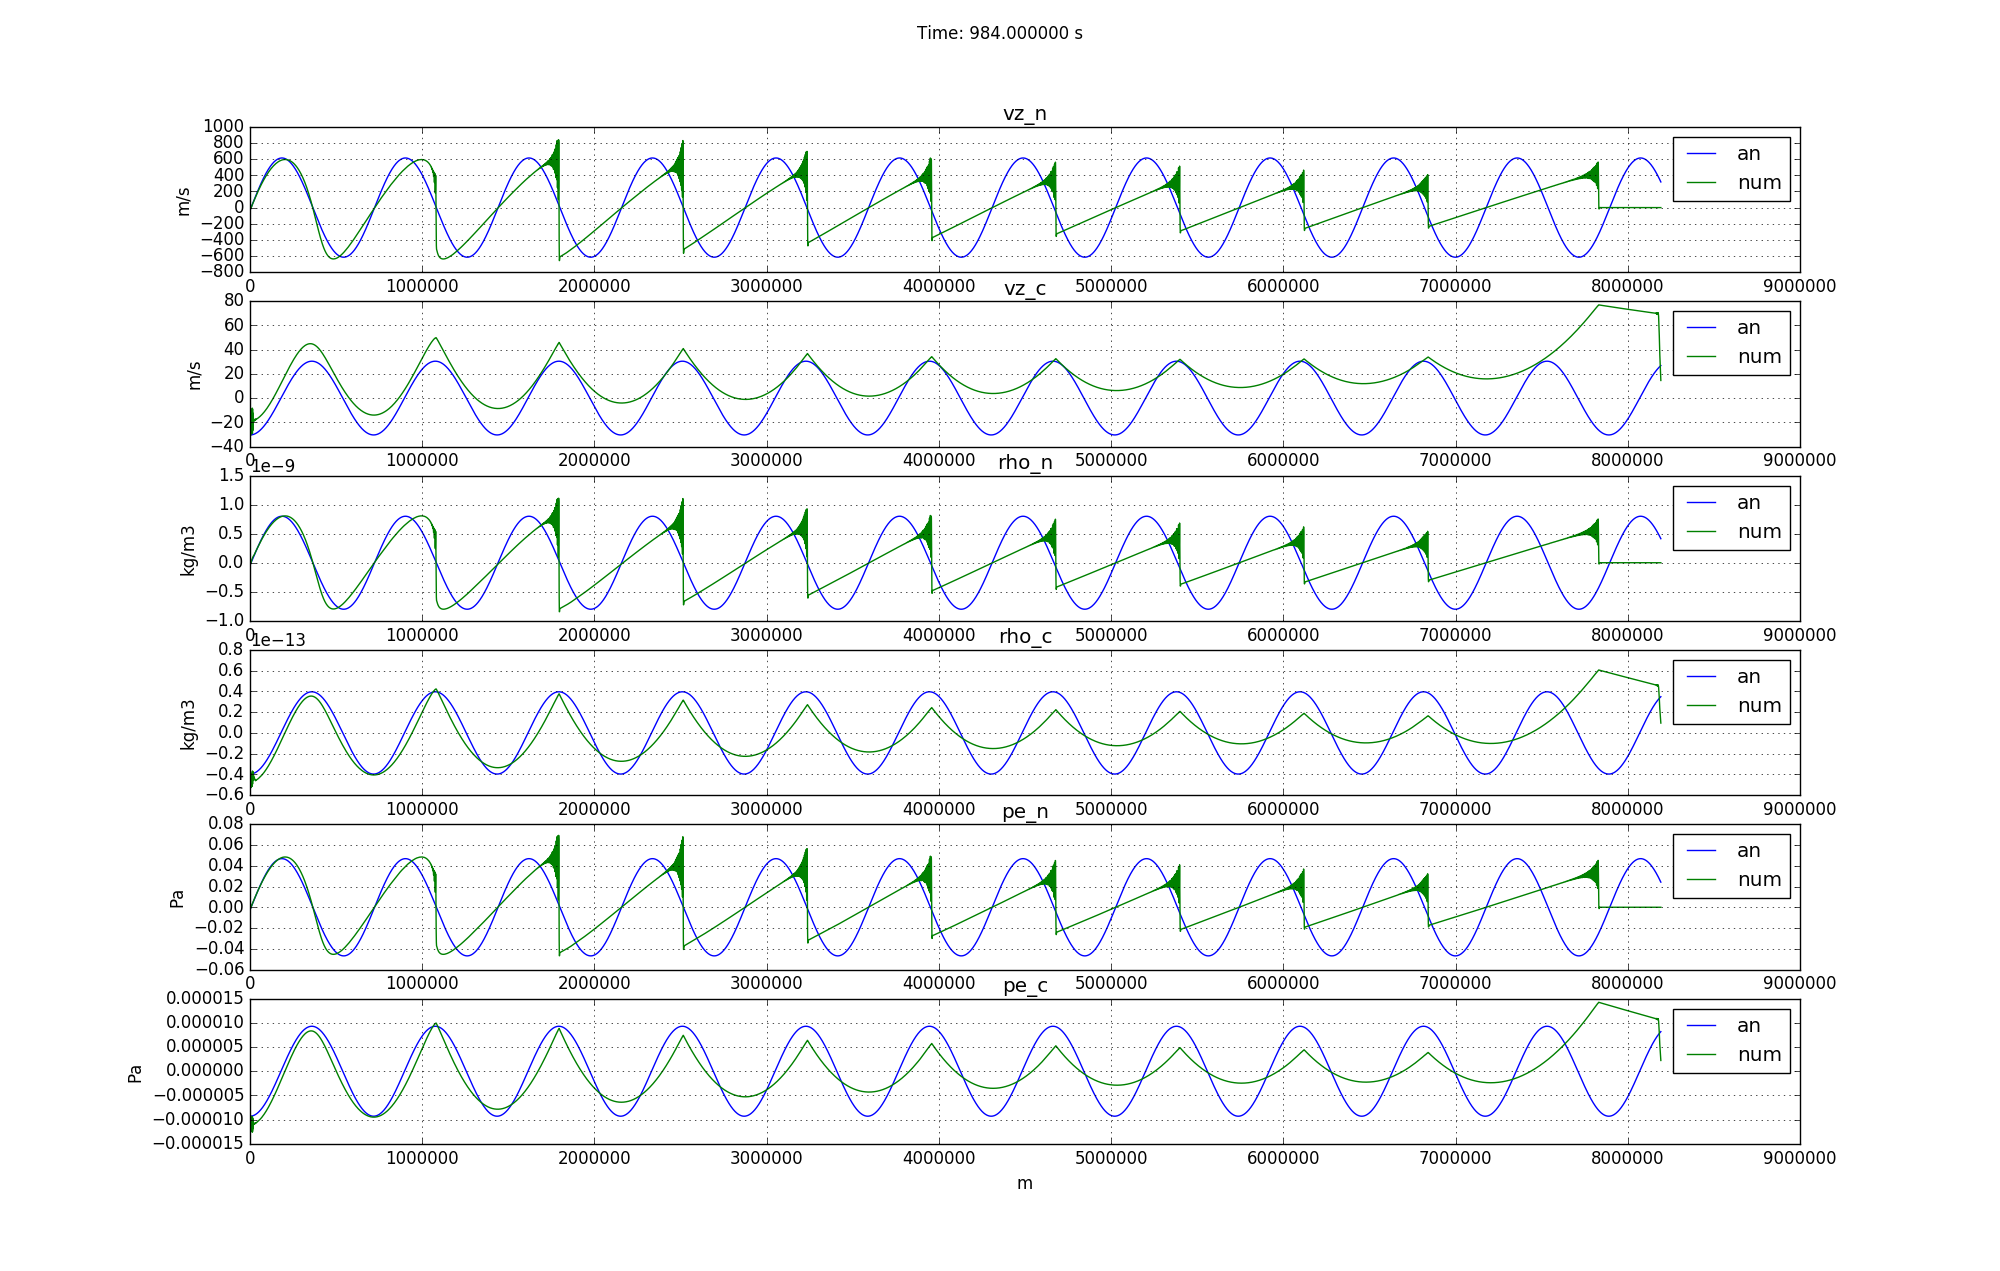 Time: 984.000000 s
vz_n
1000
800
600
400
200
0
−200
−400
−600
−800
m/s
an
num
0 1000000 2000000 3000000 4000000 5000000 6000000 7000000 8000000 9000000
vz_c
80
60
40
20
0
−20
−40
m/s
an
num
0 1000000 2000000 3000000 4000000 5000000 6000000 7000000 8000000 9000000
1e−9
rho_n
1.5
1.0
0.5
0.0
−0.5
−1.0
kg/m3
an
num
0 1000000 2000000 3000000 4000000 5000000 6000000 7000000 8000000 9000000
1e−13
rho_c
0.8
0.6
0.4
0.2
0.0
−0.2
−0.4
−0.6
kg/m3
an
num
0 1000000 2000000 3000000 4000000 5000000 6000000 7000000 8000000 9000000
pe_n
0.08
0.06
0.04
0.02
0.00
−0.02
−0.04
−0.06
Pa
an
num
0 1000000 2000000 3000000 4000000 5000000 6000000 7000000 8000000 9000000
pe_c
0.000015
0.000010
0.000005
0.000000
−0.000005
−0.000010
−0.000015
Pa
an
num
0 1000000 2000000 3000000 4000000 5000000 6000000 7000000 8000000 9000000
m